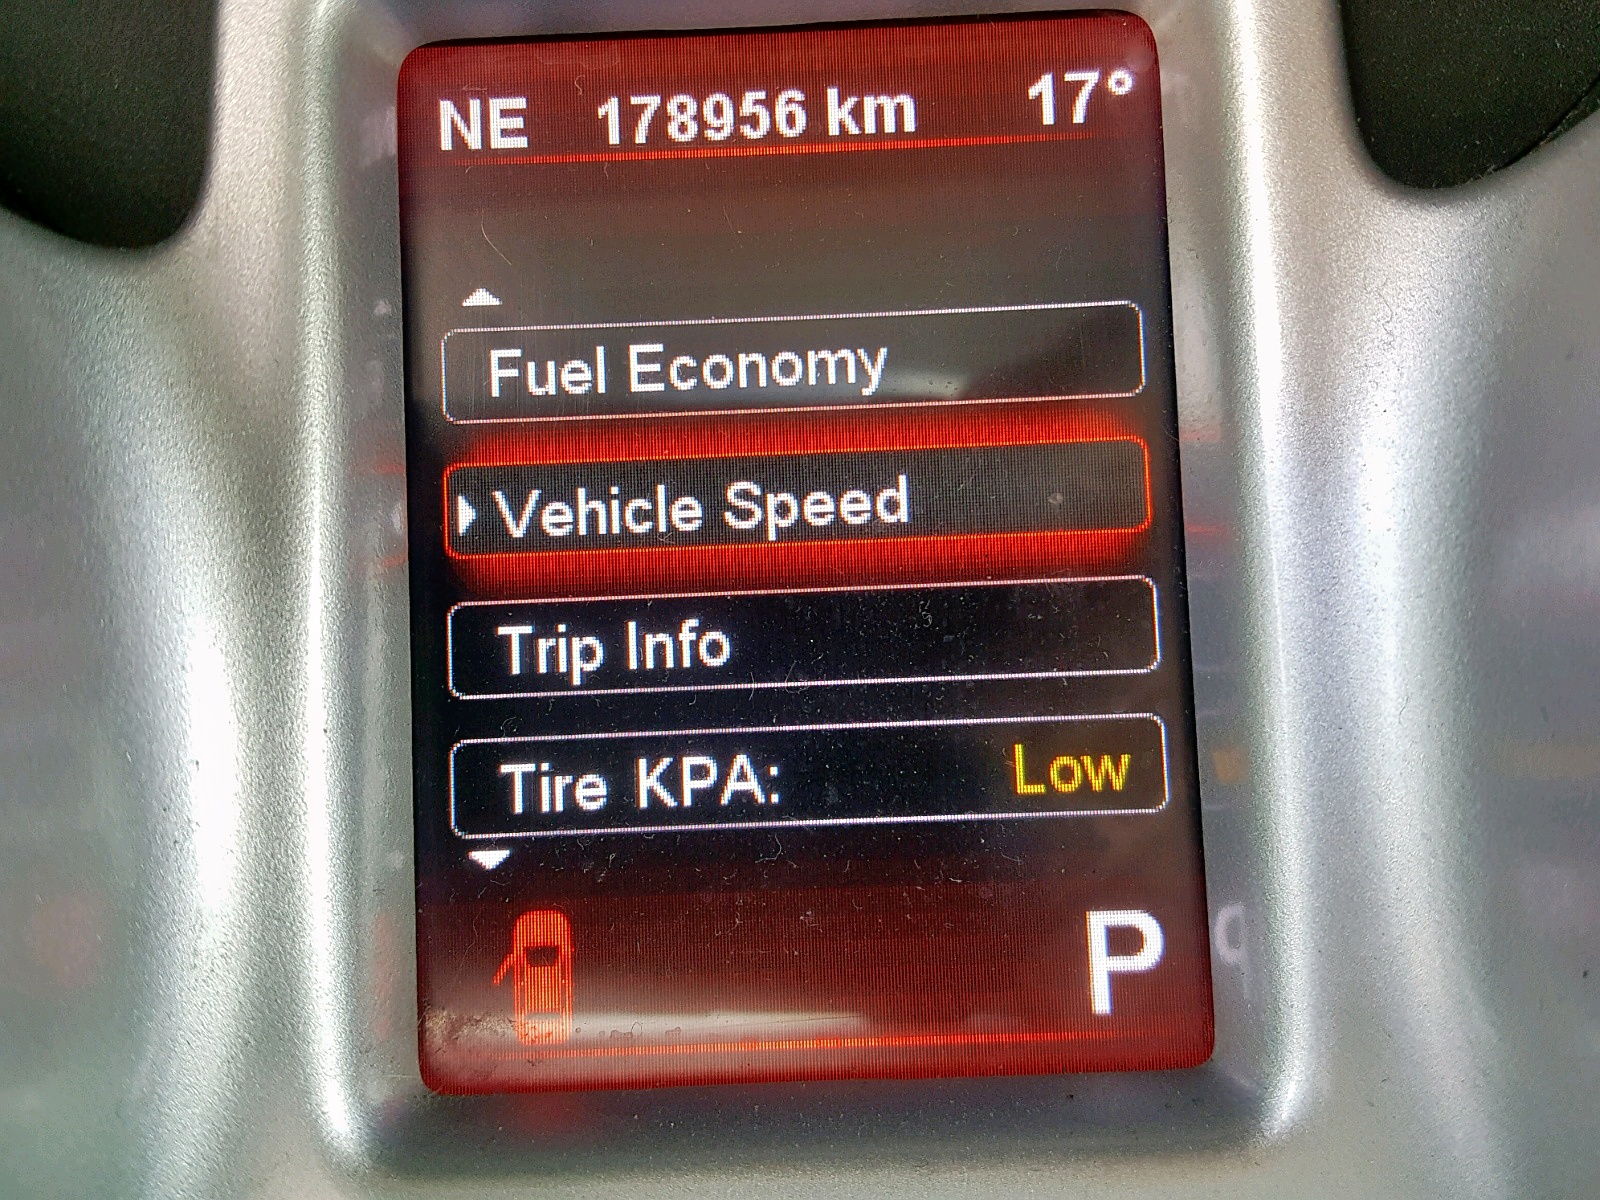 NE 178956 km 17°
Fuel Economy
Vehicle Speed
Trip Info
Tire KPA: Low
P